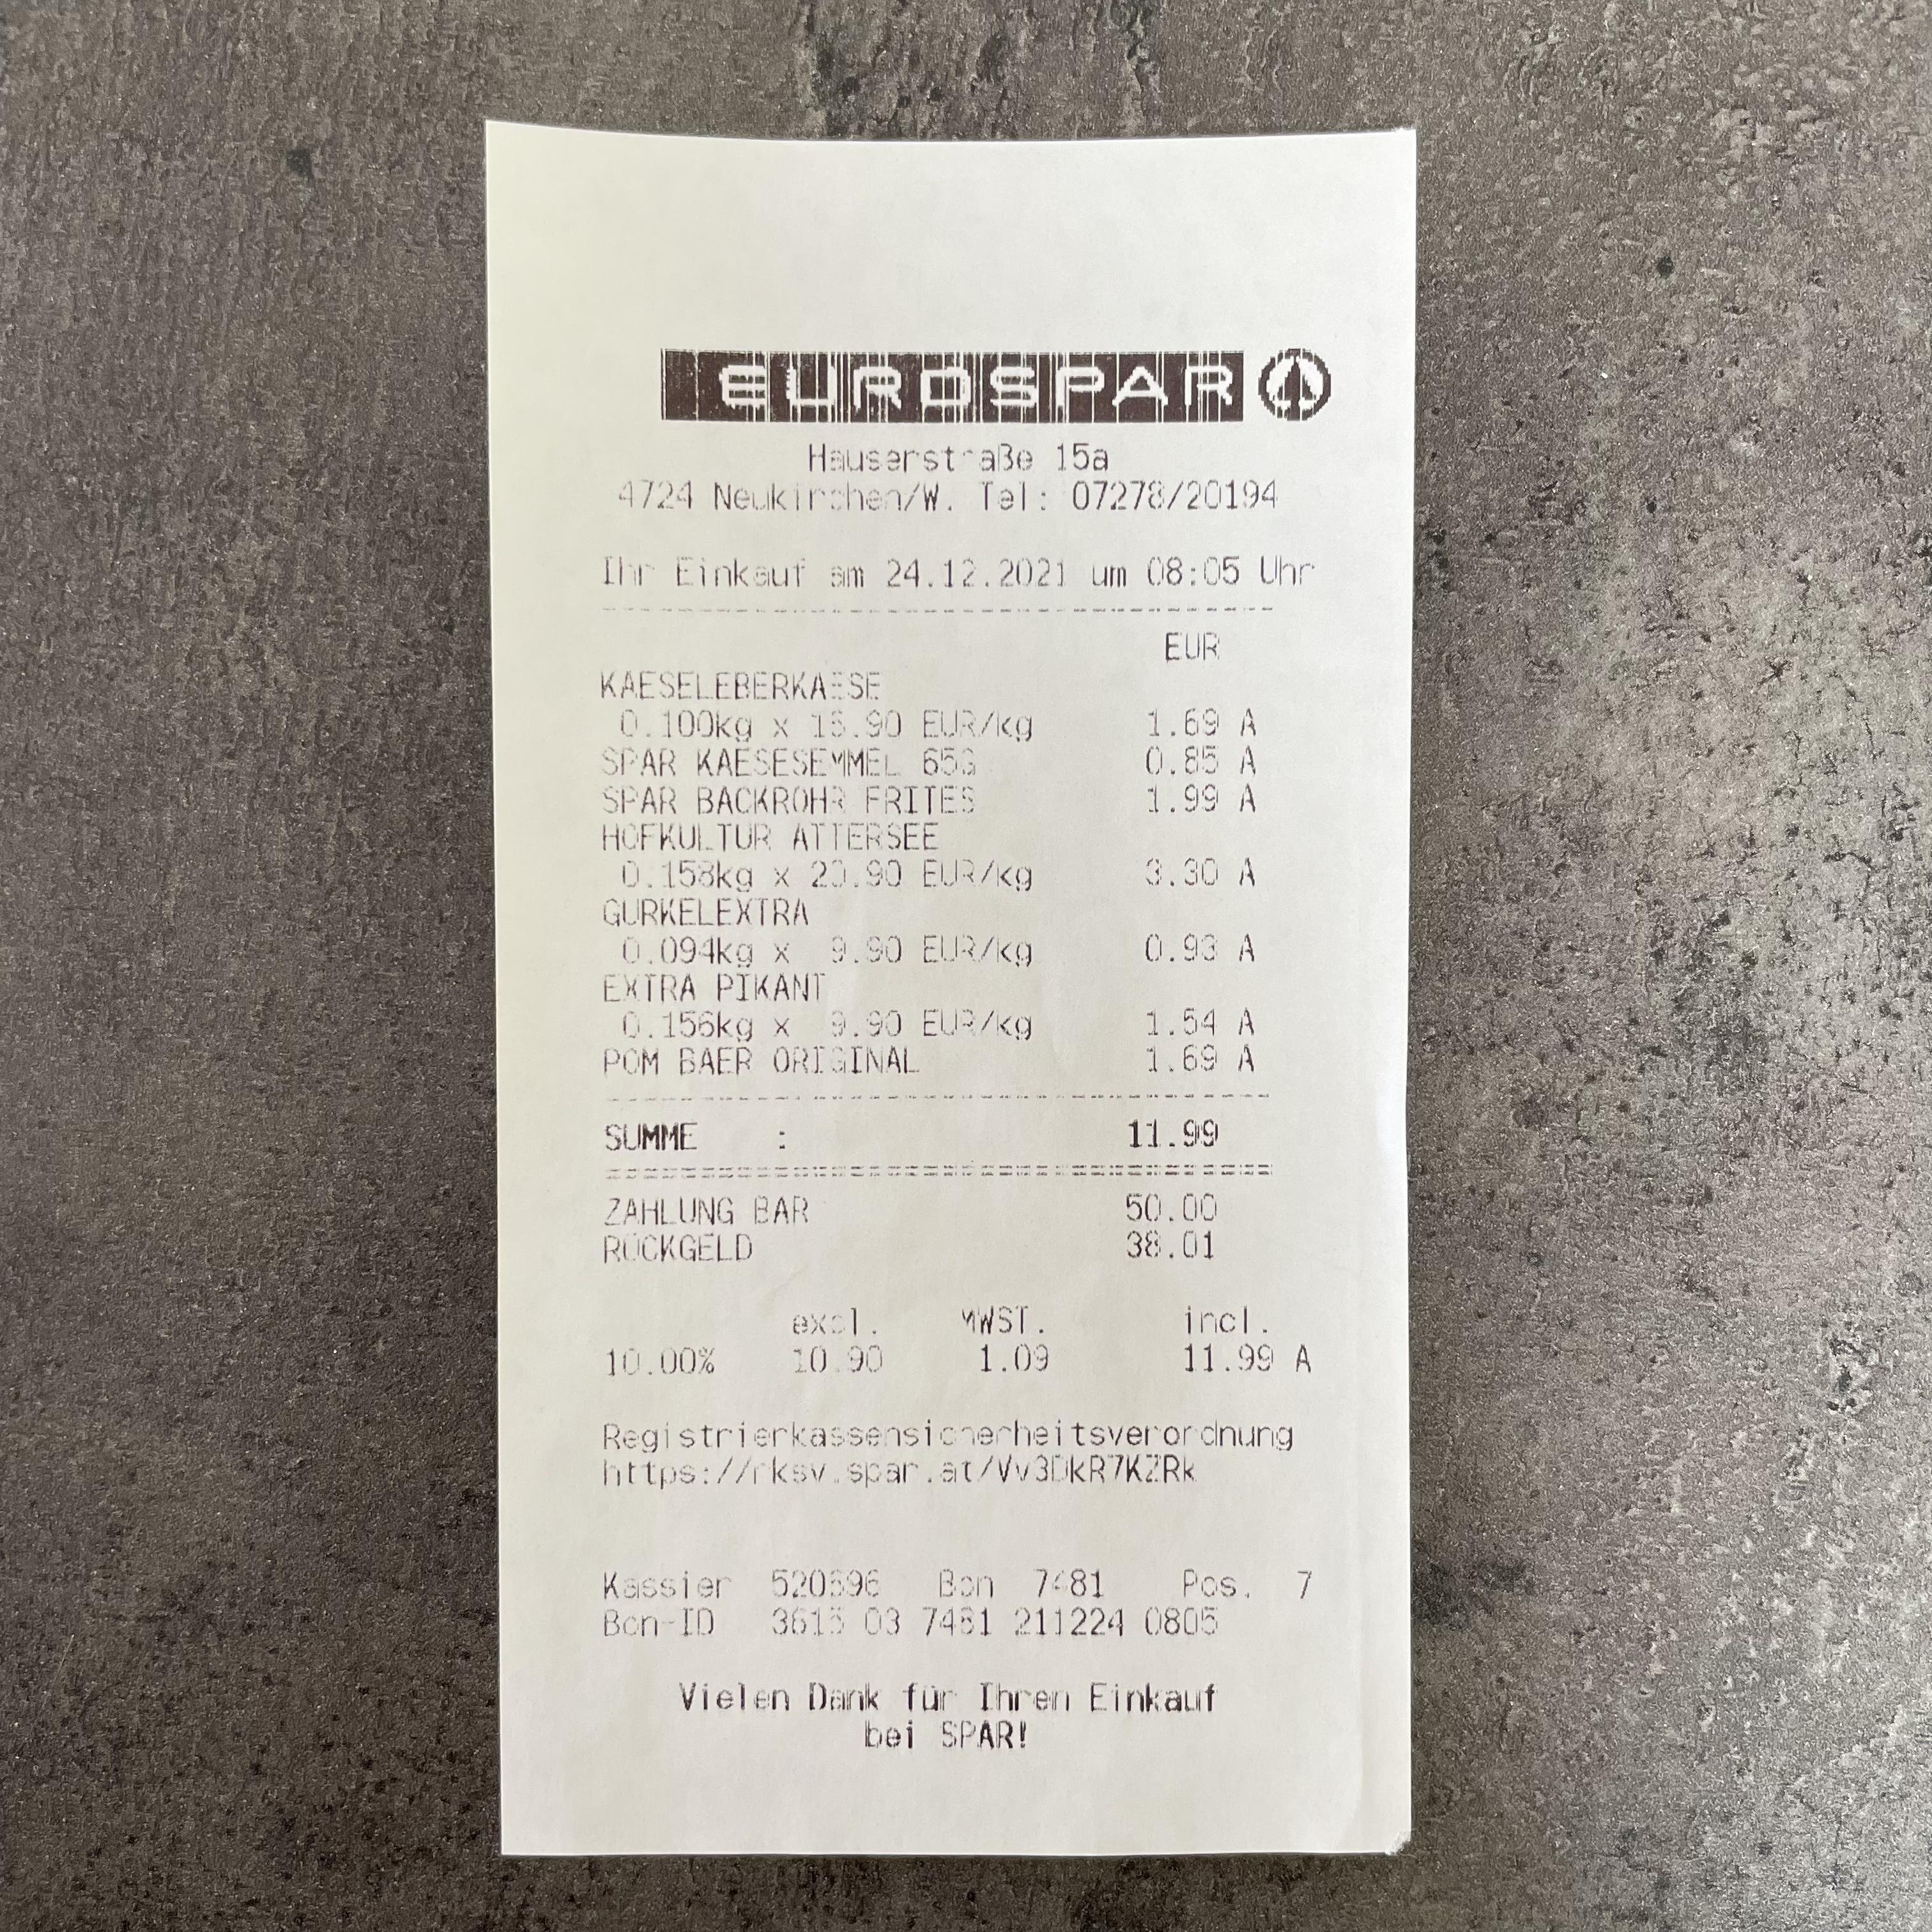 EUROSPAR
Hauserstraße 15a
4724 Neukirchen/W. Tel: 07278/20194
Ihr Einkauf am 24.12.2021 um 08:05 Uhr
EUR
KAESELEBERKAESE
0.100kg x 16.90 EUR/kg 1.69 A
SPAR KAESESEMMEL 65G 0.85 A
SPAR BACKROHR FRITES 1.99 A
HOFKULTUR ATTERSEE
0.158kg x 20.90 EUR/kg 3.30 A
GURKELEXTRA
0.094kg x 9.90 EUR/kg 0.93 A
EXTRA PIKANT
0.156kg x 9.90 EUR/kg 1.54 A
POM BAER ORIGINAL 1.69 A
SUMME : 11.99
ZAHLUNG BAR 50.00
RÜCKGELD 38.01
excl. MWST. incl.
10.00% 10.90 1.09 11.99 A
Registrierkassensicherheitsverordnung
https://rksv.spar.at/Vv3DkR7KZRk
Kassier Bon 7481 Pos. 7
Bon-ID 03 7481 211224 0805
Vielen Dank für Ihren Einkauf
bei SPAR!